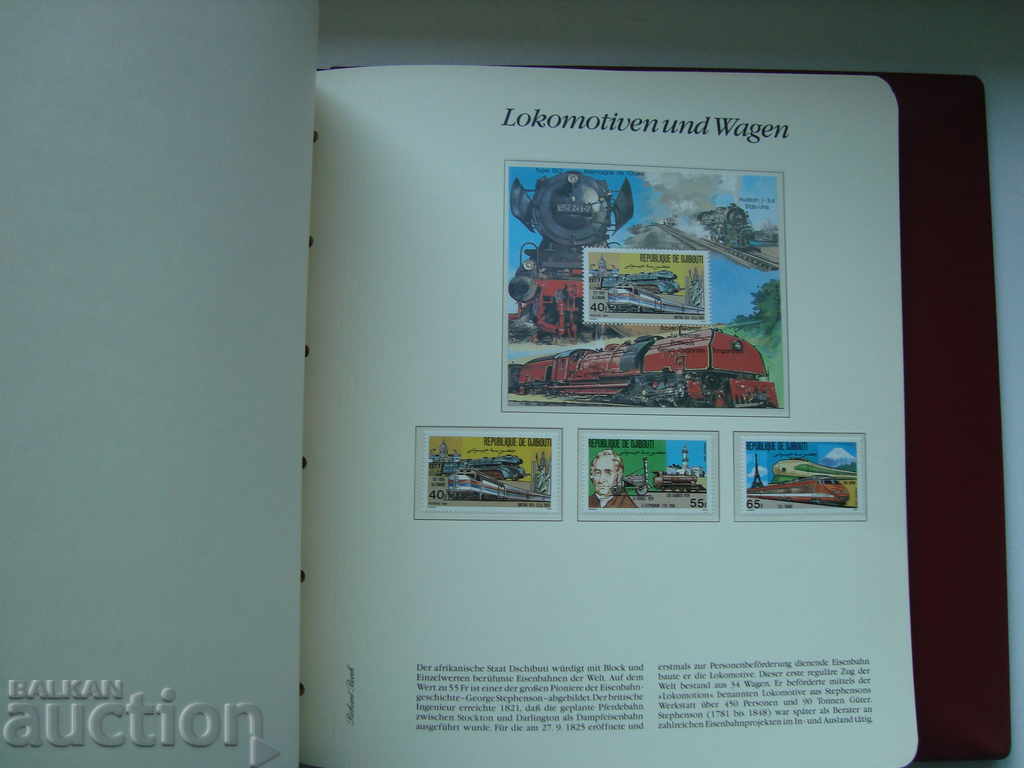 Lokomotiven und Wagen
REPUBLIQUE DE DJIBOUTI
40
REPUBLIQUE DE DJIBOUTI
40
REPUBLIQUE DE DJIBOUTI
55F
REPUBLIQUE DE DJIBOUTI
65F
Der afrikanische Staat Dschibuti würdigt mit Block und
Einzelwerten berühmte Eisenbahnen der Welt. Auf dem
Wert zu 55 Fr ist einer der großen Pioniere der Eisenbahn-
geschichte – George Stephenson – abgebildet. Der britische
Ingenieur erreichte 1821, daß die geplante Pferdebahn
zwischen Stockton und Darlington als Dampfeisenbahn
ausgeführt wurde. Für die am 27. 9. 1825 eröffnete und
erstmals zur Personenbeförderung dienende Eisenbahn
baute er die Lokomotive. Dieser erste reguläre Zug der
Welt bestand aus 34 Wagen. Er beförderte mittels der
»Lokomotion« benannten Lokomotive aus Stephensons
Werkstatt über 450 Personen und 90 Tonnen Güter.
Stephenson (1781 bis 1848) war später als Berater an
zahlreichen Eisenbahnprojekten im In- und Ausland tätig.
BALKAN
auction